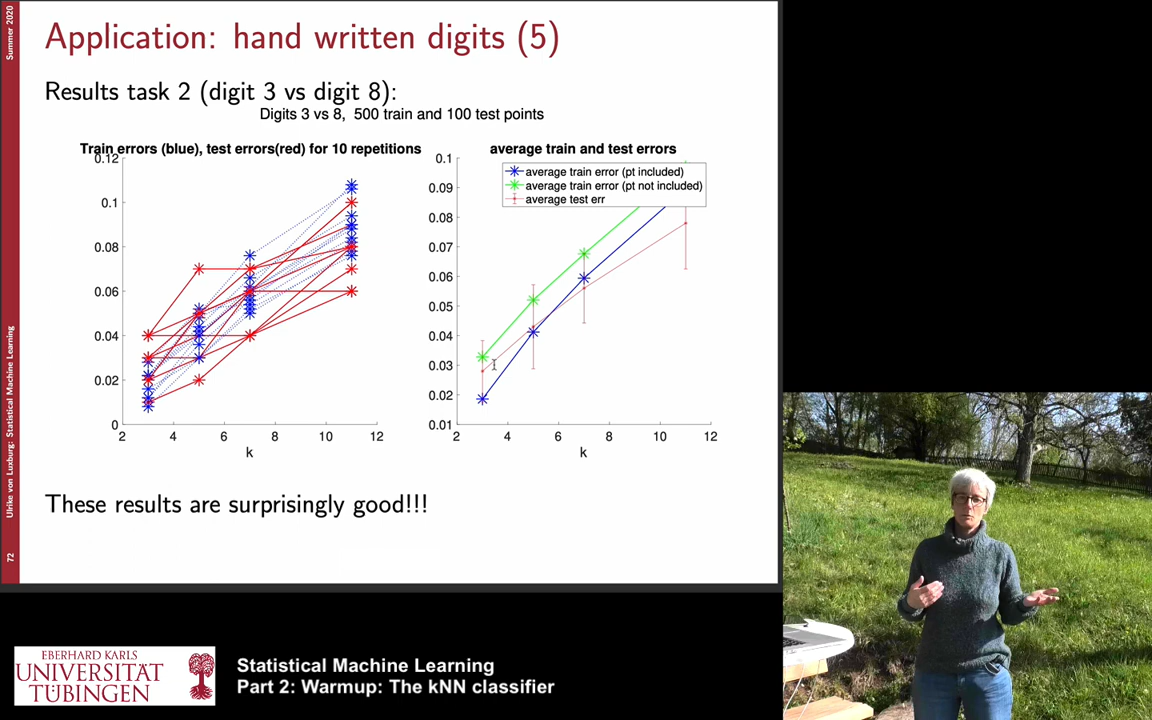 Summer 2020
Application: hand written digits (5)
Results task 2 (digit 3 vs digit 8):
Digits 3 vs 8, 500 train and 100 test points
Train errors (blue), test errors(red) for 10 repetitions
0.12
0.1
0.08
0.06
0.04
0.02
0
2 4 6 8 10 12
k
average train and test errors
average train error (pt included)
average train error (pt not included)
average test err
0.1
0.09
0.08
0.07
0.06
0.05
0.04
0.03
0.02
0.01
2 4 6 8 10 12
k
These results are surprisingly good!!!
Ulrike von Luxburg: Statistical Machine Learning
72
EBERHARD KARLS
UNIVERSITÄT
TÜBINGEN
Statistical Machine Learning
Part 2: Warmup: The kNN classifier